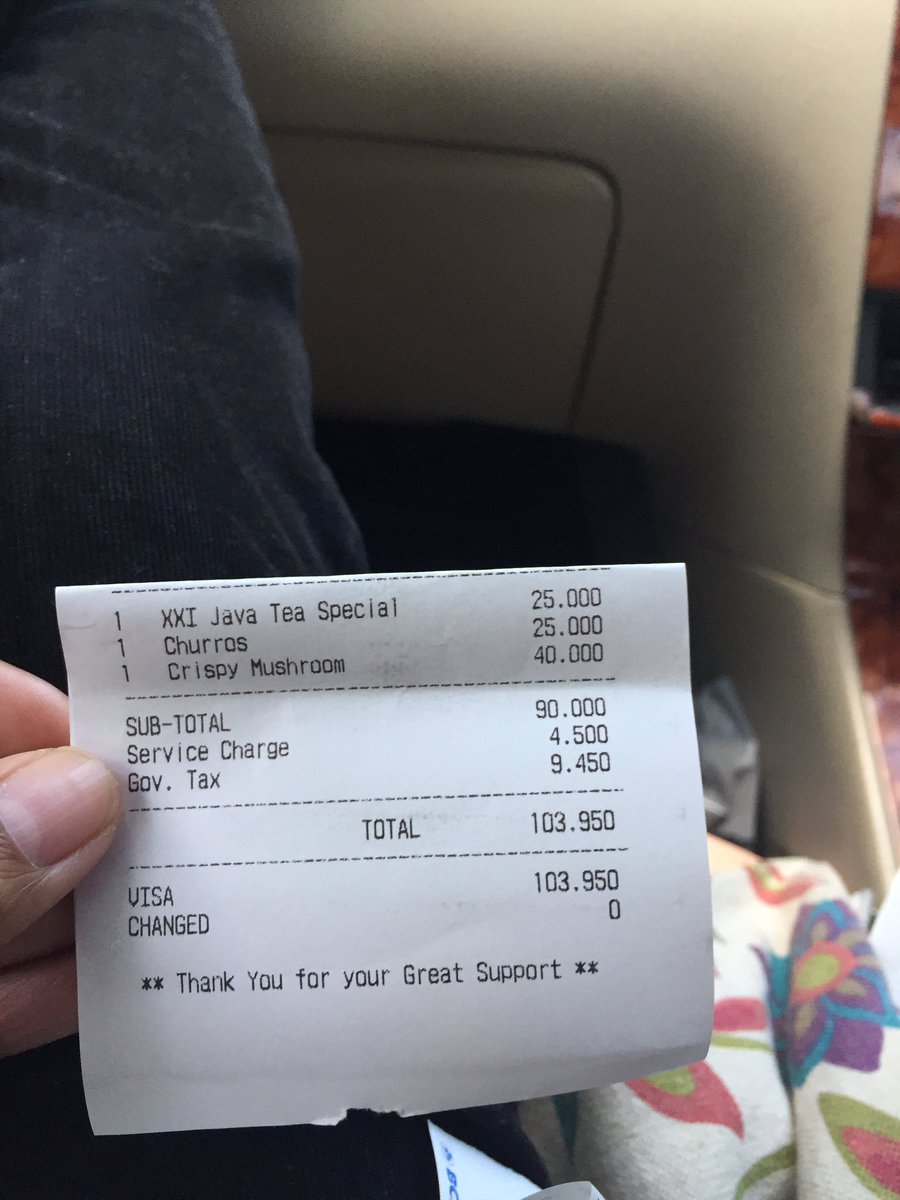 1 XXI Java Tea Special 25.000
1 Churros 25.000
1 Crispy Mushroom 40.000
SUB-TOTAL 90.000
Service Charge 4.500
Gov. Tax 9.450
TOTAL 103.950
VISA 103.950
CHANGED 0
** Thank You for your Great Support **